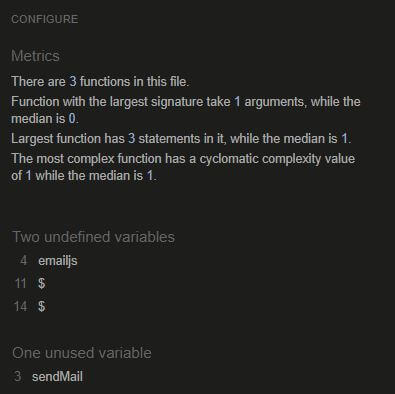 CONFIGURE
Metrics
There are 3 functions in this file.
Function with the largest signature take 1 arguments, while the
median is 0.
Largest function has 3 statements in it, while the median is 1.
The most complex function has a cyclomatic complexity value
of 1 while the median is 1.
Two undefined variables
4 emailjs
11 $
14 $
One unused variable
3 sendMail